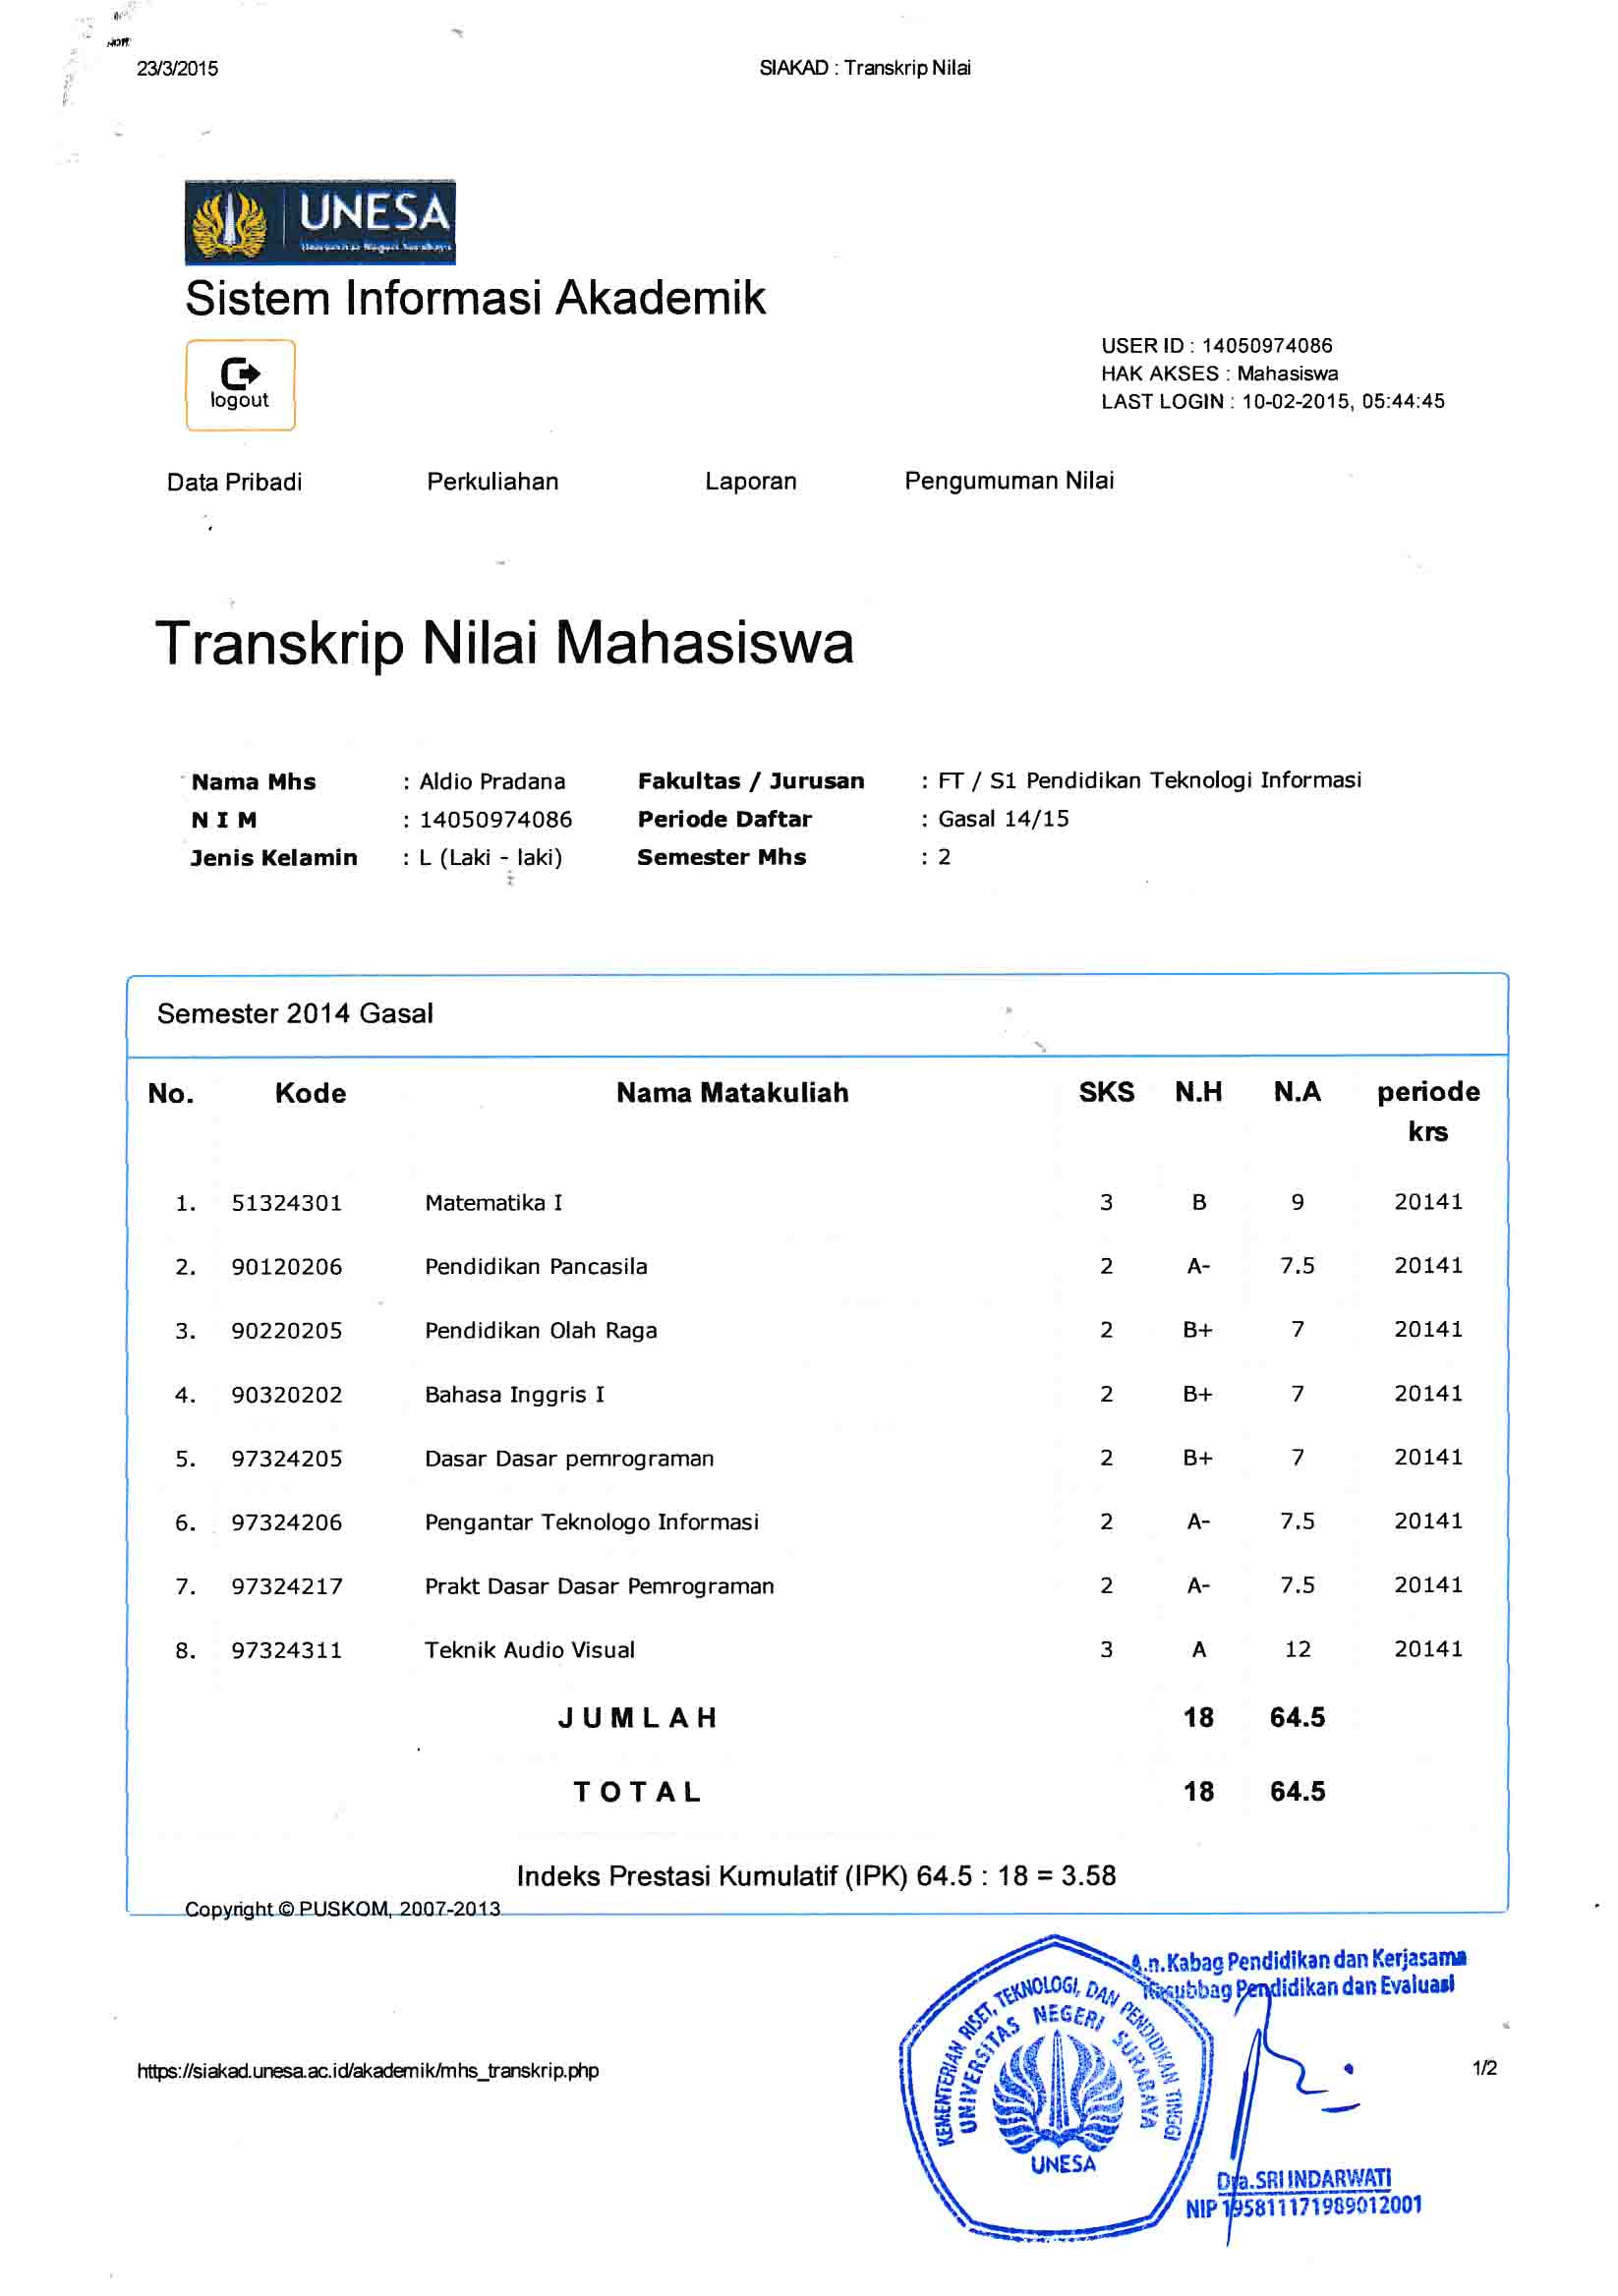 23/3/2015 SIAKAD : Transkrip Nilai
UNESA
Universitas Negeri Surabaya
Sistem Informasi Akademik
logout
USER ID : 14050974086
HAK AKSES : Mahasiswa
LAST LOGIN : 10-02-2015, 05:44:45
Data Pribadi Perkuliahan Laporan Pengumuman Nilai
Transkrip Nilai Mahasiswa
Nama Mhs : Aldio Pradana Fakultas / Jurusan : FT / S1 Pendidikan Teknologi Informasi
N I M : 14050974086 Periode Daftar : Gasal 14/15
Jenis Kelamin : L (Laki - laki) Semester Mhs : 2
Semester 2014 Gasal
No. Kode Nama Matakuliah SKS N.H N.A periode krs
1. 51324301 Matematika I 3 B 9 20141
2. 90120206 Pendidikan Pancasila 2 A- 7.5 20141
3. 90220205 Pendidikan Olah Raga 2 B+ 7 20141
4. 90320202 Bahasa Inggris I 2 B+ 7 20141
5. 97324205 Dasar Dasar pemrograman 2 B+ 7 20141
6. 97324206 Pengantar Teknologo Informasi 2 A- 7.5 20141
7. 97324217 Prakt Dasar Dasar Pemrograman 2 A- 7.5 20141
8. 97324311 Teknik Audio Visual 3 A 12 20141
J U M L A H 18 64.5
T O T A L 18 64.5
Indeks Prestasi Kumulatif (IPK) 64.5 : 18 = 3.58
Copyright © PUSKOM, 2007-2013
A.n. Kabag Pendidikan dan Kerjasama
Kasubbag Pendidikan dan Evaluasi
KEMENTERIAN RISET, TEKNOLOGI, DAN PENDIDIKAN TINGGI
UNIVERSITAS NEGERI SURABAYA
UNESA
https://siakad.unesa.ac.id/akademik/mhs_transkrip.php 1/2
Dra. SRI INDARWATI
NIP 195811171989012001